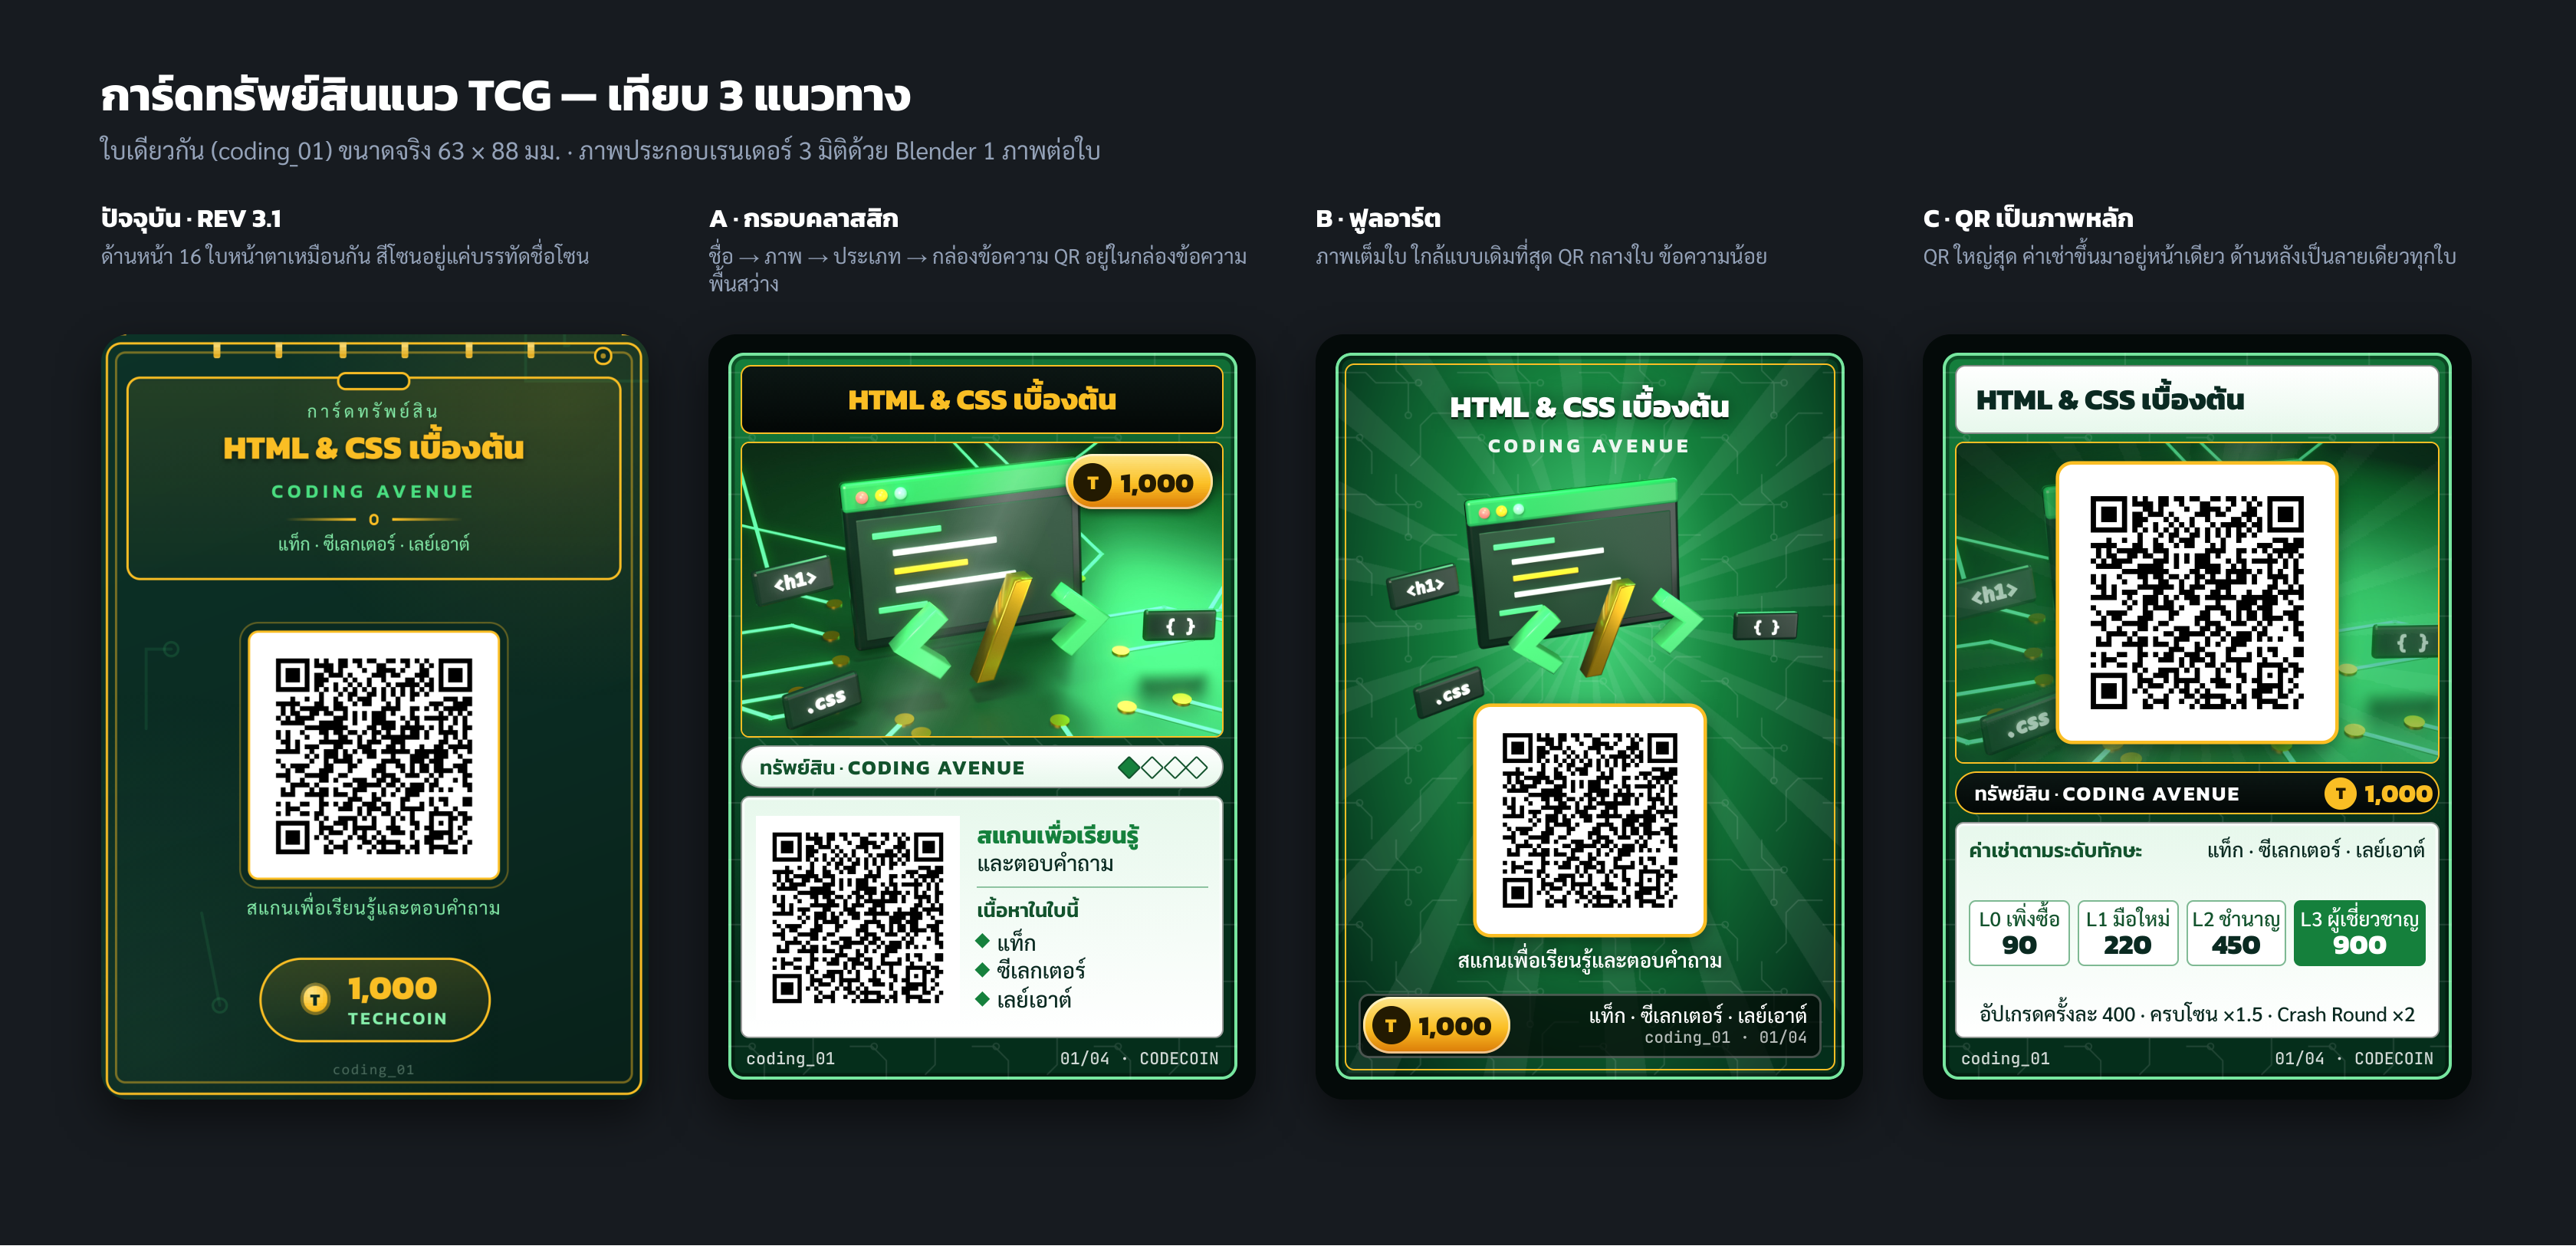 การ์ดทรัพย์สินแนว TCG — เทียบ 3 แนวทาง
ใบเดียวกัน (coding_01) ขนาดจริง 63 × 88 มม. · ภาพประกอบเรนเดอร์ 3 มิติด้วย Blender 1 ภาพต่อใบ
ปัจจุบัน · REV 3.1
ด้านหน้า 16 ใบหน้าตาเหมือนกัน สีโซนอยู่แค่บรรทัดชื่อโซน
การ์ดทรัพย์สิน
HTML & CSS เบื้องต้น
CODING AVENUE
แท็ก · ซีเลกเตอร์ · เลย์เอาต์
สแกนเพื่อเรียนรู้และตอบคำถาม
T 1,000
TECHCOIN
coding_01
A · กรอบคลาสสิก
ชื่อ → ภาพ → ประเภท → กล่องข้อความ QR อยู่ในกล่องข้อความ
พื้นสว่าง
HTML & CSS เบื้องต้น
T 1,000
<h1>
{ }
.css
ทรัพย์สิน · CODING AVENUE
สแกนเพื่อเรียนรู้
และตอบคำถาม
เนื้อหาในใบนี้
แท็ก
ซีเลกเตอร์
เลย์เอาต์
coding_01 01/04 · CODECOIN
B · ฟูลอาร์ต
ภาพเต็มใบ ใกล้แบบเดิมที่สุด QR กลางใบ ข้อความน้อย
HTML & CSS เบื้องต้น
CODING AVENUE
<h1>
{ }
.css
สแกนเพื่อเรียนรู้และตอบคำถาม
T 1,000
แท็ก · ซีเลกเตอร์ · เลย์เอาต์
coding_01 · 01/04
C · QR เป็นภาพหลัก
QR ใหญ่สุด ค่าเช่าขึ้นมาอยู่หน้าเดียว ด้านหลังเป็นลายเดียวทุกใบ
HTML & CSS เบื้องต้น
<h1>
{ }
.css
ทรัพย์สิน · CODING AVENUE T 1,000
ค่าเช่าตามระดับทักษะ แท็ก · ซีเลกเตอร์ · เลย์เอาต์
L0 เพิ่งซื้อ L1 มือใหม่ L2 ชำนาญ L3 ผู้เชี่ยวชาญ
90 220 450 900
อัปเกรดครั้งละ 400 · ครบโซน ×1.5 · Crash Round ×2
coding_01 01/04 · CODECOIN